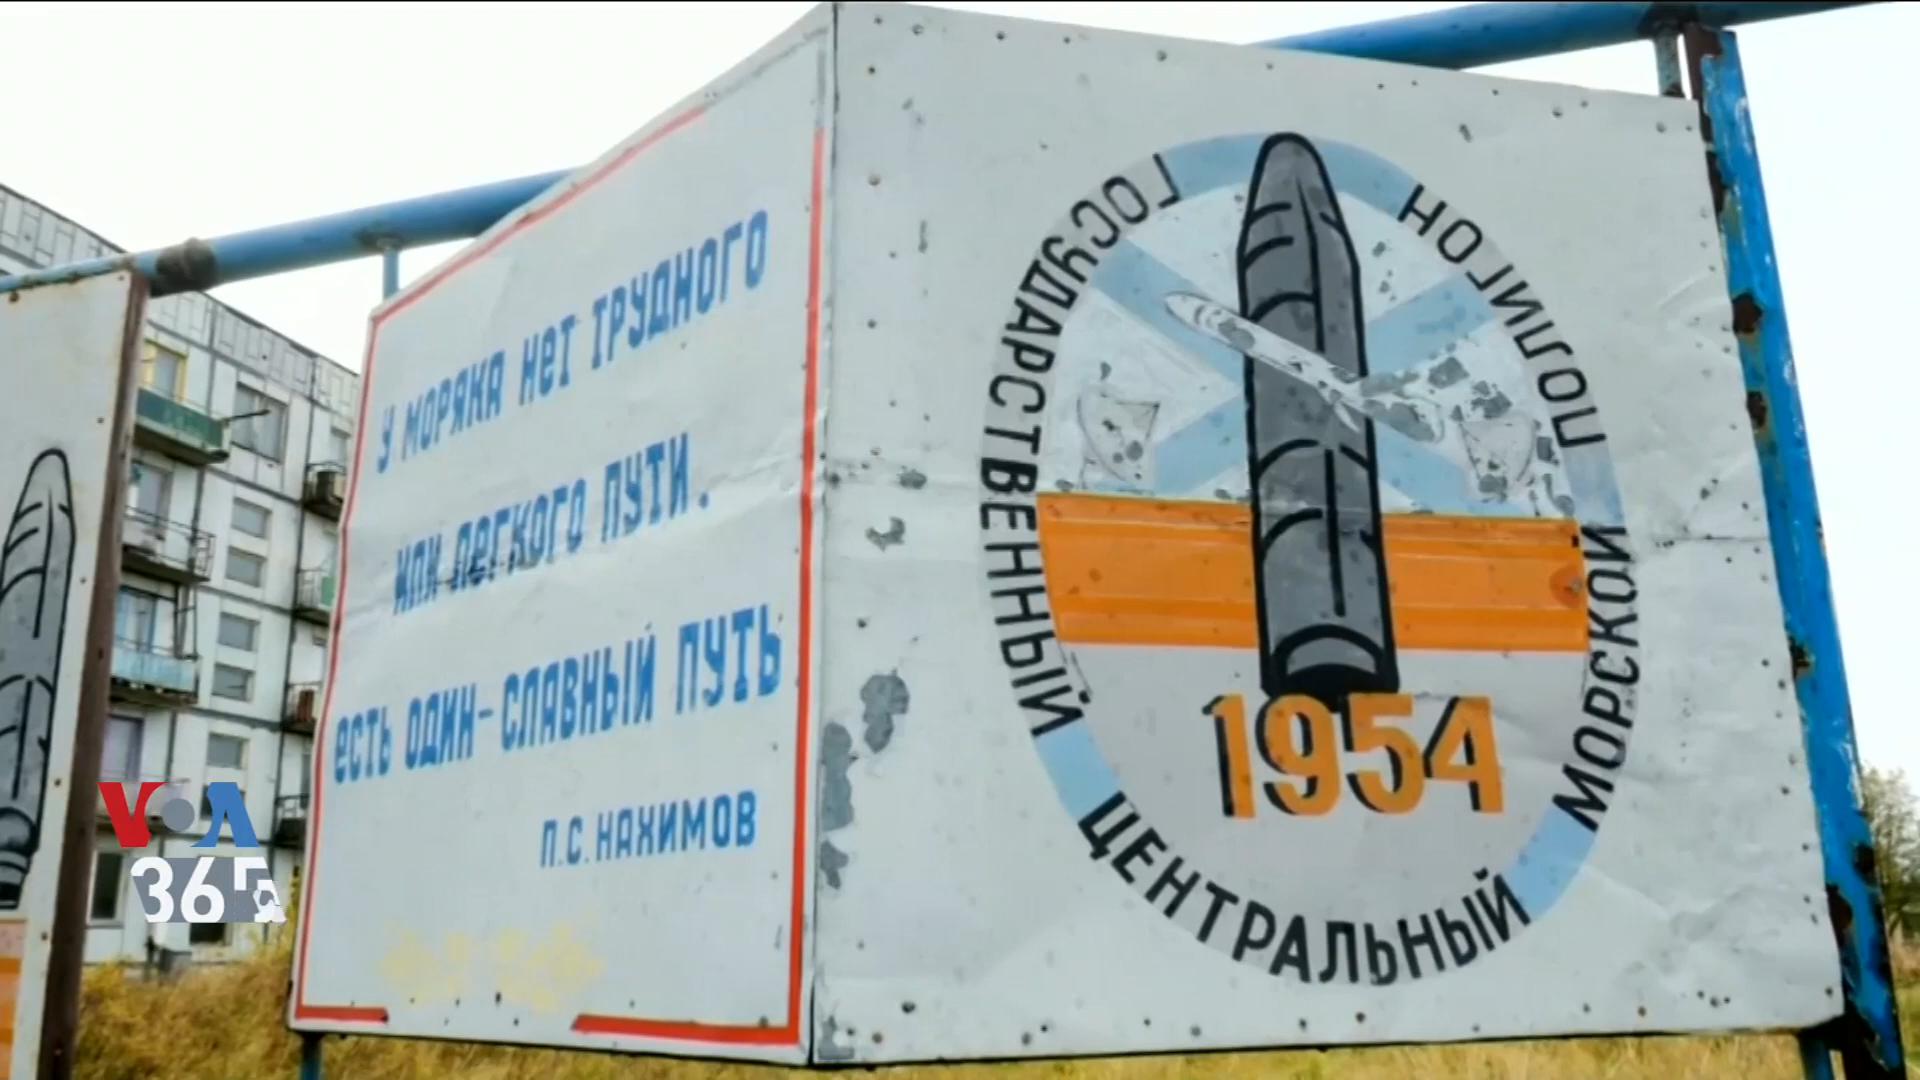 У МОРЯКА НЕТ ТРУДНОГО
ИЛИ ЛЕГКОГО ПУТИ.
ЕСТЬ ОДИН-СЛАВНЫЙ ПУТЬ
П.С.НАХИМОВ
ГОСУДАРСТВЕННЫЙ
ЦЕНТРАЛЬНЫЙ
МОРСКОЙ
ПОЛИГОН
1954
VOA
365